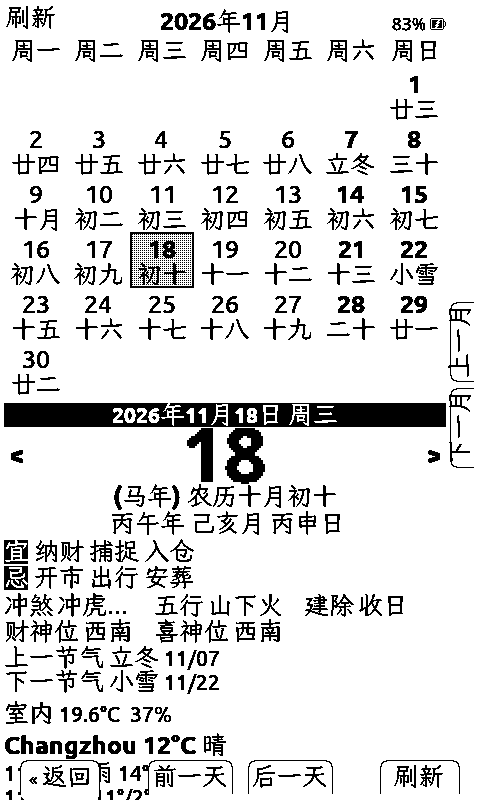 刷新 2026年11月 83%
周一 周二 周三 周四 周五 周六 周日
1
廿三
2 3 4 5 6 7 8
廿四 廿五 廿六 廿七 廿八 立冬 三十
9 10 11 12 13 14 15
十月 初二 初三 初四 初五 初六 初七
16 17 18 19 20 21 22
初八 初九 初十 十一 十二 十三 小雪
23 24 25 26 27 28 29
十五 十六 十七 十八 十九 二十 廿一
30
廿二
上一月
下一月
2026年11月18日 周三
< 18 >
(马年) 农历十月初十
丙午年 己亥月 丙申日
宜 纳财 捕捉 入仓
忌 开市 出行 安葬
冲煞 冲虎... 五行 山下火 建除 收日
财神位 西南 喜神位 西南
上一节气 立冬 11/07
下一节气 小雪 11/22
室内 19.6°C 37%
Changzhou 12°C 晴
雨 14°
« 返回 前一天 后一天 刷新